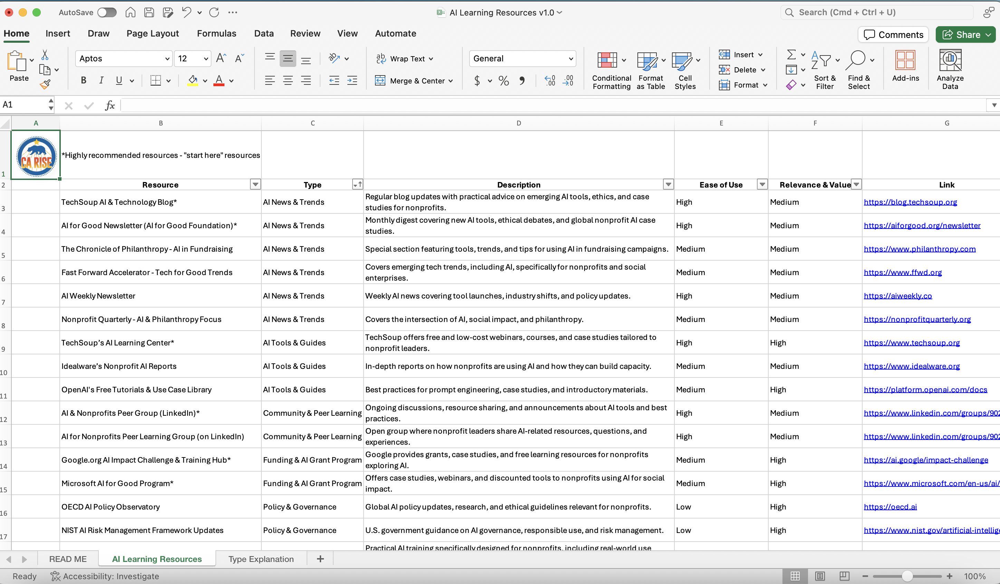 AutoSave
AI Learning Resources v1.0
Search (Cmd + Ctrl + U)
Home Insert Draw Page Layout Formulas Data Review View Automate
Comments Share
Paste
Aptos 12
B I U
Wrap Text
Merge & Center
General
$ %
Conditional Formatting
Format as Table
Cell Styles
Insert
Delete
Format
Sort & Filter
Find & Select
Add-ins
Analyze Data
A1 fx
A B C D E F G
CA RISE
1 *Highly recommended resources - "start here" resources
2 Resource Type Description Ease of Use Relevance & Value Link
3 TechSoup AI & Technology Blog* AI News & Trends Regular blog updates with practical advice on emerging AI tools, ethics, and case studies for nonprofits. High Medium https://blog.techsoup.org
4 AI for Good Newsletter (AI for Good Foundation)* AI News & Trends Monthly digest covering new AI tools, ethical debates, and global nonprofit AI case studies. High Medium https://aiforgood.org/newsletter
5 The Chronicle of Philanthropy - AI in Fundraising AI News & Trends Special section featuring tools, trends, and tips for using AI in fundraising campaigns. Medium Medium https://www.philanthropy.com
6 Fast Forward Accelerator - Tech for Good Trends AI News & Trends Covers emerging tech trends, including AI, specifically for nonprofits and social enterprises. Medium Medium https://www.ffwd.org
7 AI Weekly Newsletter AI News & Trends Weekly AI news covering tool launches, industry shifts, and policy updates. High Medium https://aiweekly.co
8 Nonprofit Quarterly - AI & Philanthropy Focus AI News & Trends Covers the intersection of AI, social impact, and philanthropy. Medium Medium https://nonprofitquarterly.org
9 TechSoup’s AI Learning Center* AI Tools & Guides TechSoup offers free and low-cost webinars, courses, and case studies tailored to nonprofit leaders. High High https://www.techsoup.org
10 Idealware’s Nonprofit AI Reports AI Tools & Guides In-depth reports on how nonprofits are using AI and how they can build capacity. Medium Medium https://www.idealware.org
11 OpenAI's Free Tutorials & Use Case Library AI Tools & Guides Best practices for prompt engineering, case studies, and introductory materials. Medium High https://platform.openai.com/docs
12 AI & Nonprofits Peer Group (LinkedIn)* Community & Peer Learning Ongoing discussions, resource sharing, and announcements about AI tools and best practices. High Medium https://www.linkedin.com/groups/902
13 AI for Nonprofits Peer Learning Group (on LinkedIn) Community & Peer Learning Open group where nonprofit leaders share AI-related resources, questions, and experiences. High Medium https://www.linkedin.com/groups/902
14 Google.org AI Impact Challenge & Training Hub* Funding & AI Grant Program Google provides grants, case studies, and free learning resources for nonprofits exploring AI. Medium High https://ai.google/impact-challenge
15 Microsoft AI for Good Program* Funding & AI Grant Program Offers case studies, webinars, and discounted tools to nonprofits using AI for social impact. Medium High https://www.microsoft.com/en-us/ai/
16 OECD AI Policy Observatory Policy & Governance Global AI policy updates, research, and ethical guidelines relevant for nonprofits. Low High https://oecd.ai
17 NIST AI Risk Management Framework Updates Policy & Governance U.S. government guidance on AI governance, responsible use, and risk management. Low High https://www.nist.gov/artificial-intellig
Practical AI training specifically designed for nonprofits, including real-world use
READ ME AI Learning Resources Type Explanation
Ready Accessibility: Investigate 100%